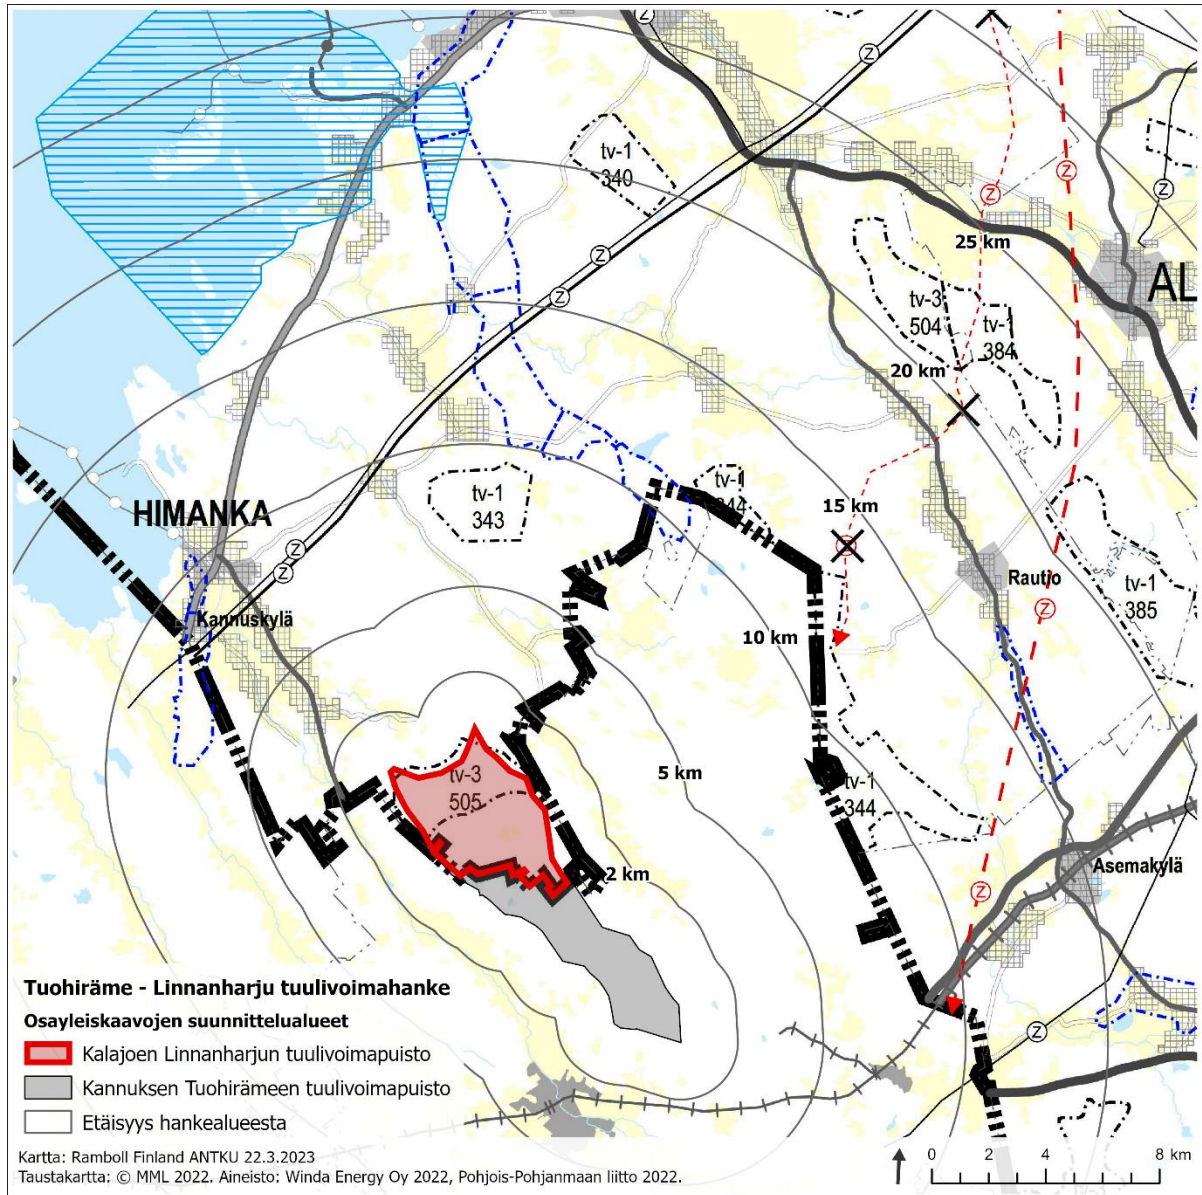 Z
Z
tv-1
340
Z
Z
Z
Z
25 km
AL
Z
tv-3
504
tv-1
384
20 km
HIMANKA
tv-1
343
tv-1
344
15 km
Z
Z
Z
Rautio
tv-1
385
Kannuskylä
10 km
Z
tv-3
505
5 km
tv-1
344
2 km
Asemakylä
Z
Z
Tuohiräme - Linnanharju tuulivoimahanke
Osayleiskaavojen suunnittelualueet
Kalajoen Linnanharjun tuulivoimapuisto
Kannuksen Tuohirämeen tuulivoimapuisto
Etäisyys hankealueesta
Kartta: Ramboll Finland ANTKU 22.3.2023
Taustakartta: © MML 2022. Aineisto: Winda Energy Oy 2022, Pohjois-Pohjanmaan liitto 2022.
0 2 4 8 km